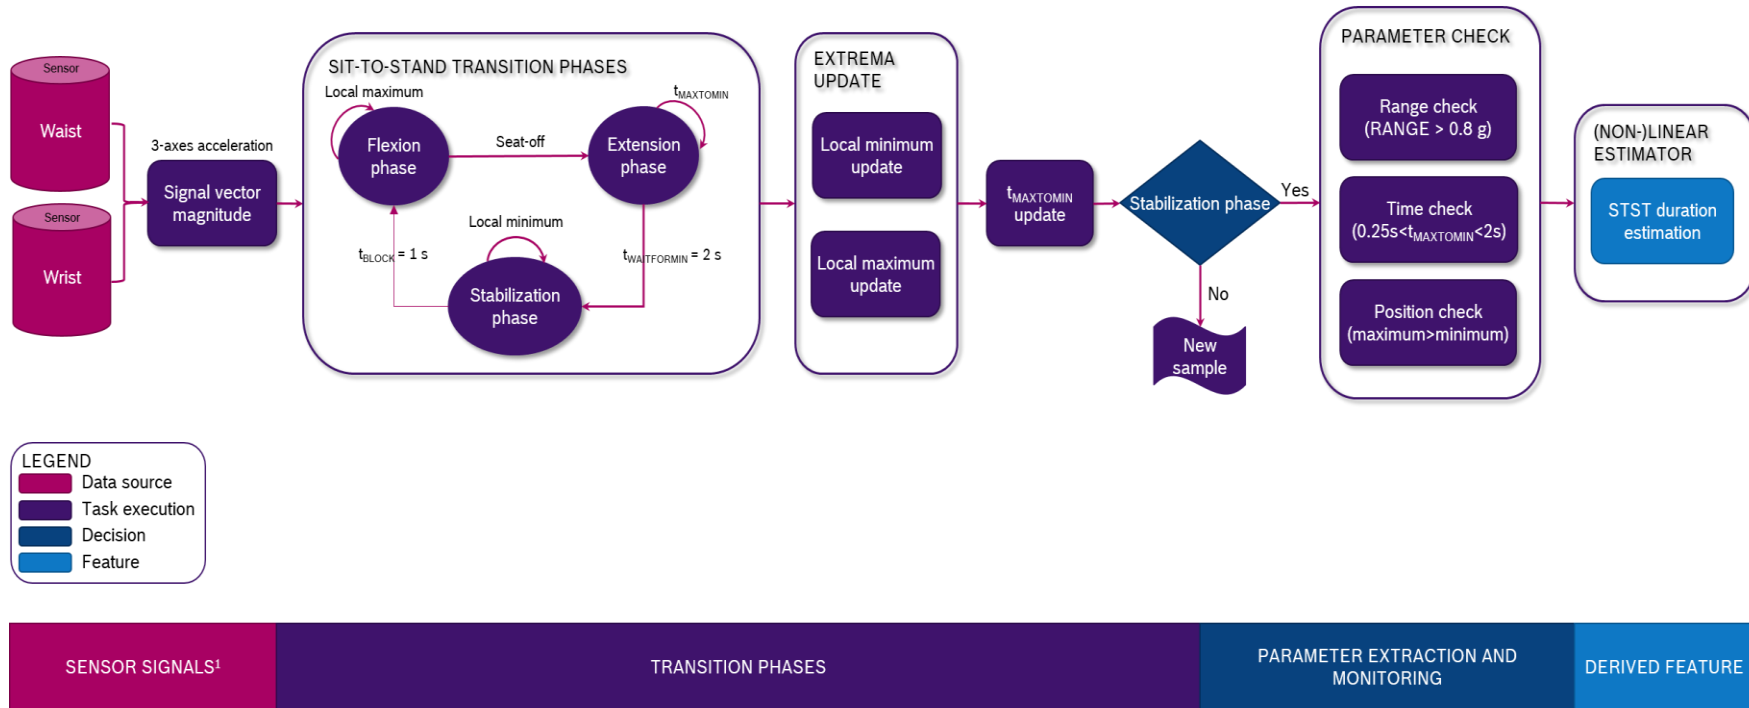 Sensor
Waist
Sensor
Wrist
3-axes acceleration
Signal vector
magnitude
SIT-TO-STAND TRANSITION PHASES
Local maximum
Flexion
phase
Seat-off
tMAXTOMIN
Extension
phase
Local minimum
tBLOCK = 1 s
tWAITFORMIN = 2 s
Stabilization
phase
EXTREMA
UPDATE
Local minimum
update
Local maximum
update
tMAXTOMIN
update
Stabilization phase
Yes
No
New
sample
PARAMETER CHECK
Range check
(RANGE > 0.8 g)
Time check
(0.25s<tMAXTOMIN<2s)
Position check
(maximum>minimum)
(NON-)LINEAR
ESTIMATOR
STST duration
estimation
LEGEND
Data source
Task execution
Decision
Feature
SENSOR SIGNALS¹
TRANSITION PHASES
PARAMETER EXTRACTION AND
MONITORING
DERIVED FEATURE